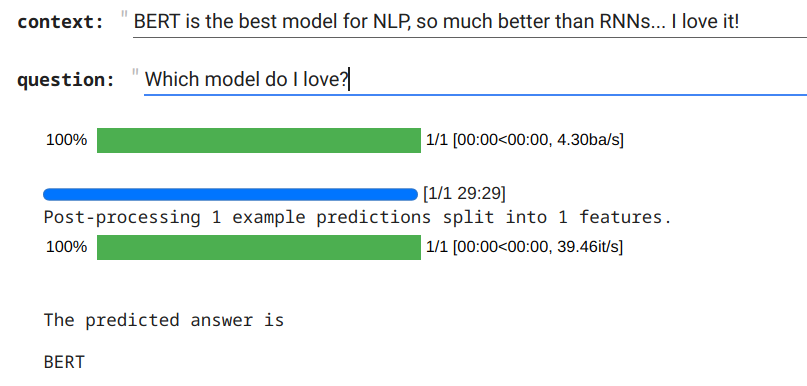 context: " BERT is the best model for NLP, so much better than RNNs... I love it!
question: " Which model do I love?
100% 1/1 [00:00<00:00, 4.30ba/s]
[1/1 29:29]
Post-processing 1 example predictions split into 1 features.
100% 1/1 [00:00<00:00, 39.46it/s]
The predicted answer is
BERT